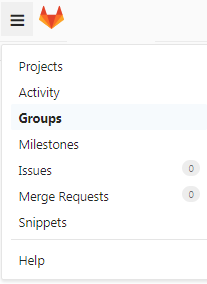 Projects
Activity
Groups
Milestones
Issues 0
Merge Requests 0
Snippets
Help